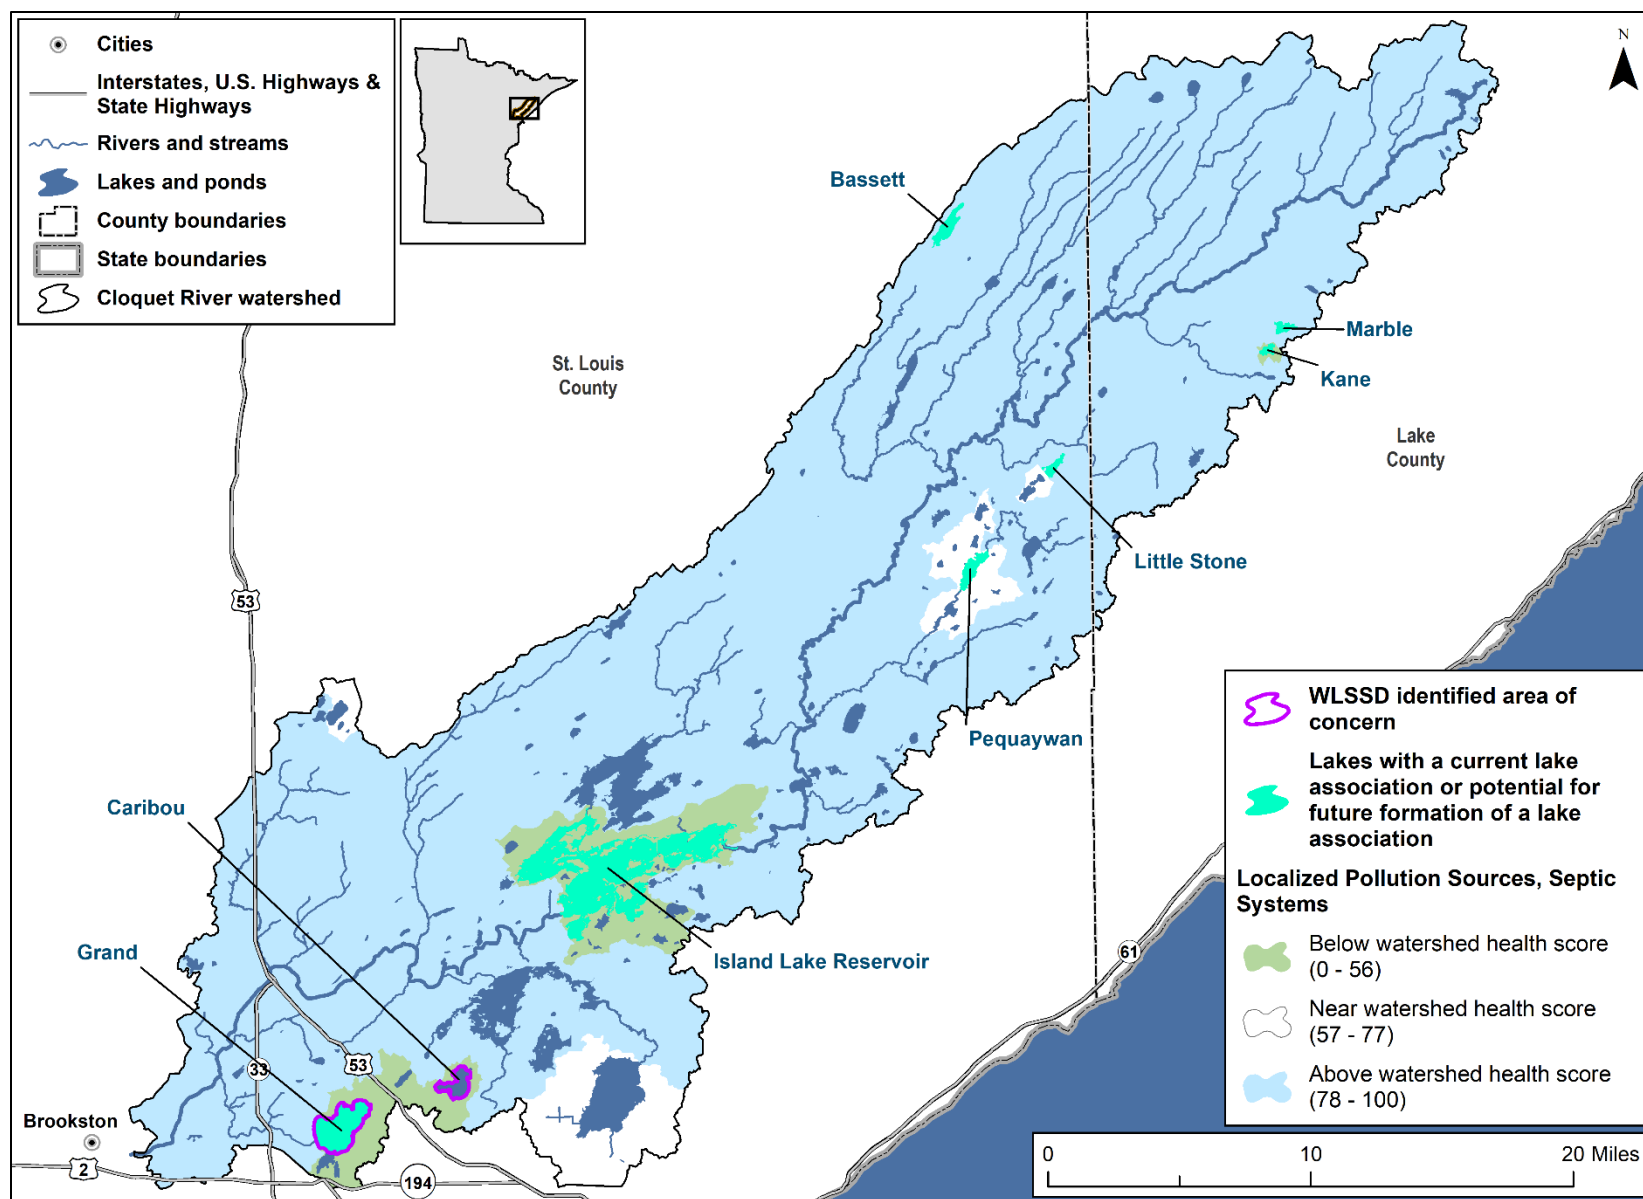 Cities
Interstates, U.S. Highways &
State Highways
Rivers and streams
Lakes and ponds
County boundaries
State boundaries
Cloquet River watershed
N
Bassett
Marble
Kane
St. Louis
County
Lake
County
Little Stone
53
Pequaywan
Caribou
Grand
Island Lake Reservoir
61
33
53
Brookston
2
194
WLSSD identified area of
concern
Lakes with a current lake
association or potential for
future formation of a lake
association
Localized Pollution Sources, Septic
Systems
Below watershed health score
(0 - 56)
Near watershed health score
(57 - 77)
Above watershed health score
(78 - 100)
0
10
20 Miles